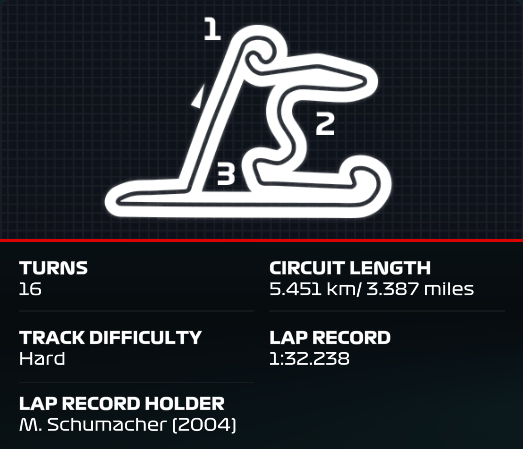 1
2
3
TURNS
16
CIRCUIT LENGTH
5.451 km/ 3.387 miles
TRACK DIFFICULTY
Hard
LAP RECORD
1:32.238
LAP RECORD HOLDER
M. Schumacher (2004)